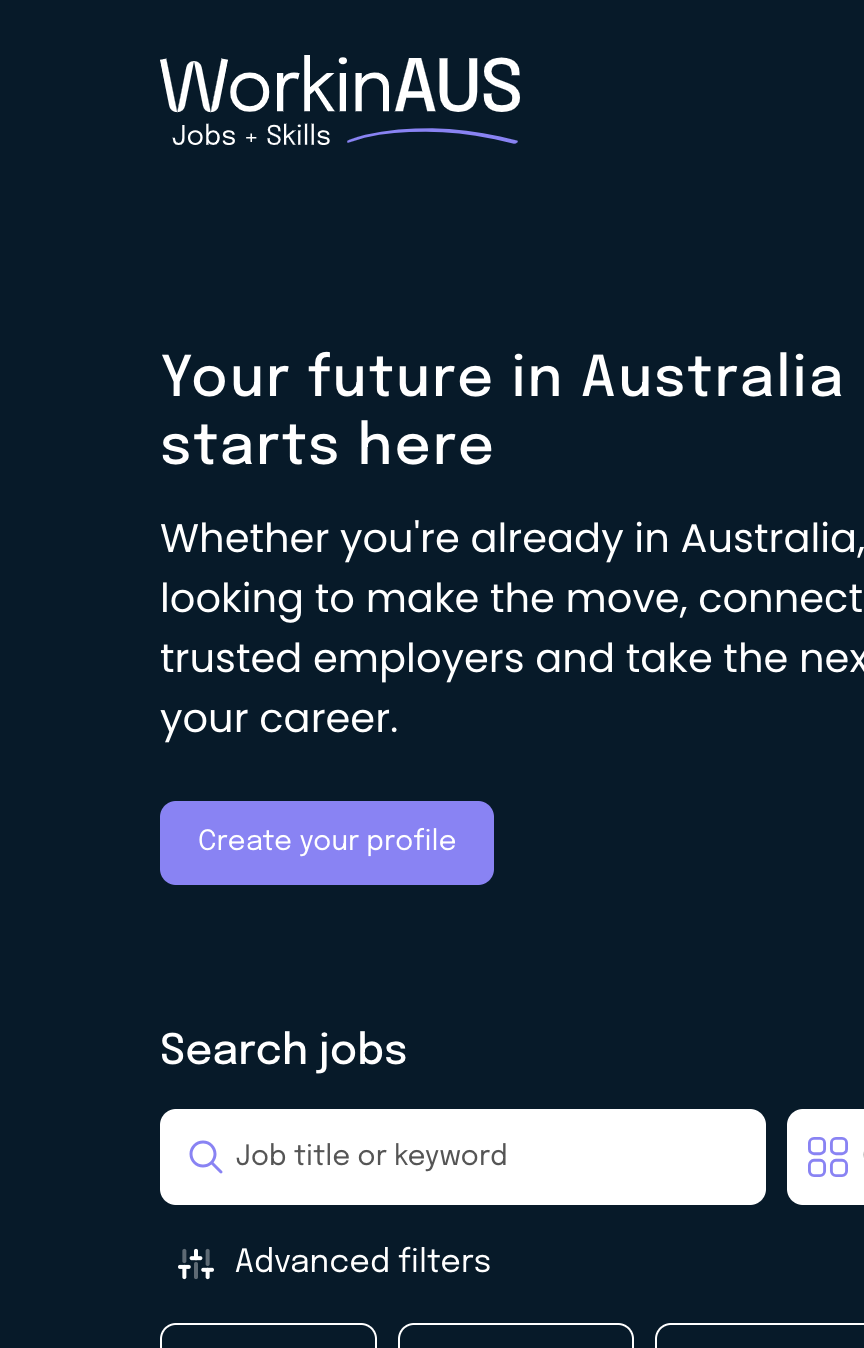 WorkinAUS
Jobs + Skills
Your future in Australia
starts here
Whether you're already in Australia,
looking to make the move, connect
trusted employers and take the
your career.
Create your profile
Search jobs
Job title or keyword
Advanced filters